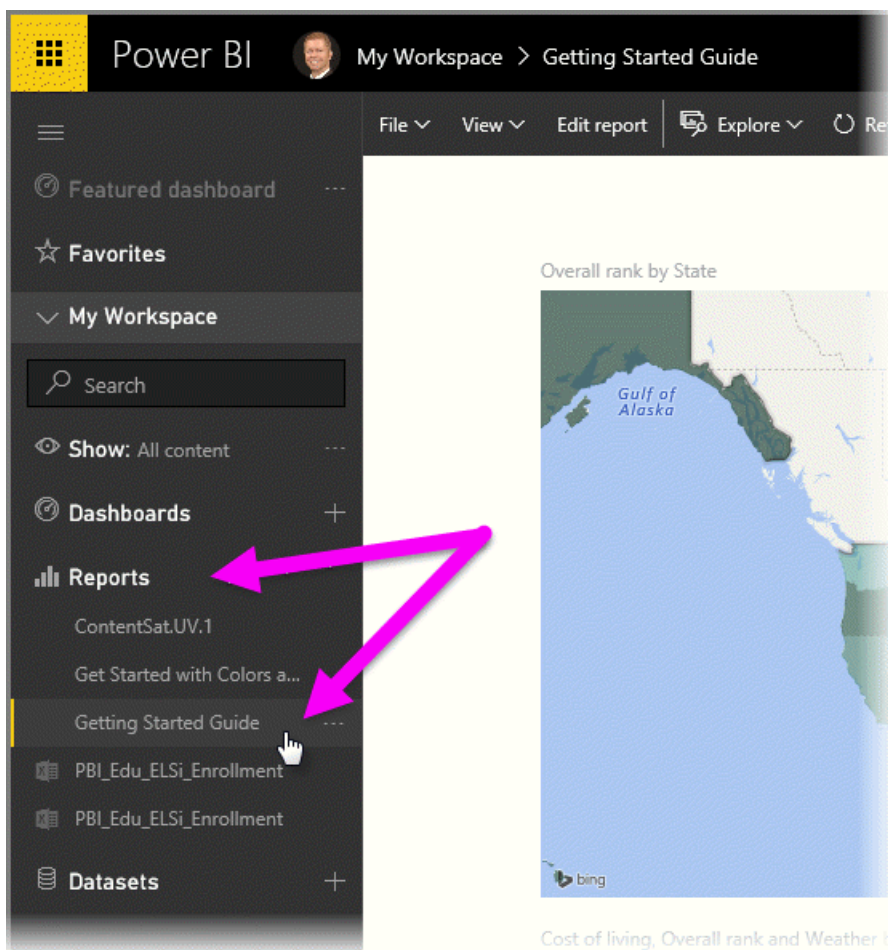 Power BI
My Workspace > Getting Started Guide
File View Edit report Explore
Featured dashboard
Favorites
My Workspace
Search
Show: All content
Dashboards
Reports
ContentSat.UV.1
Get Started with Colors a...
Getting Started Guide
PBI_Edu_ELSi_Enrollment
PBI_Edu_ELSi_Enrollment
Datasets
Overall rank by State
Gulf of
Alaska
bing
Cost of living, Overall rank and Weather